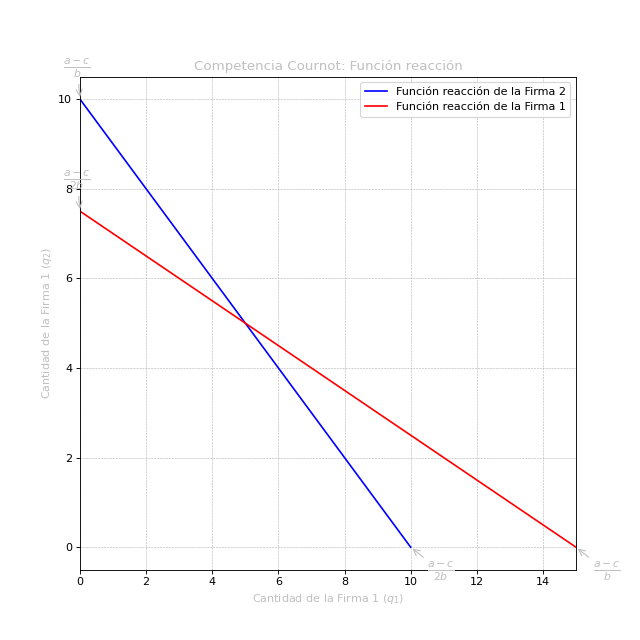 Competencia Cournot: Función reacción
Función reacción de la Firma 2
Función reacción de la Firma 1
a − c
b
a − c
2b
10
8
6
4
2
0
Cantidad de la Firma 1 (q₂)
a − c
2b
a − c
b
0 2 4 6 8 10 12 14
Cantidad de la Firma 1 (q₁)